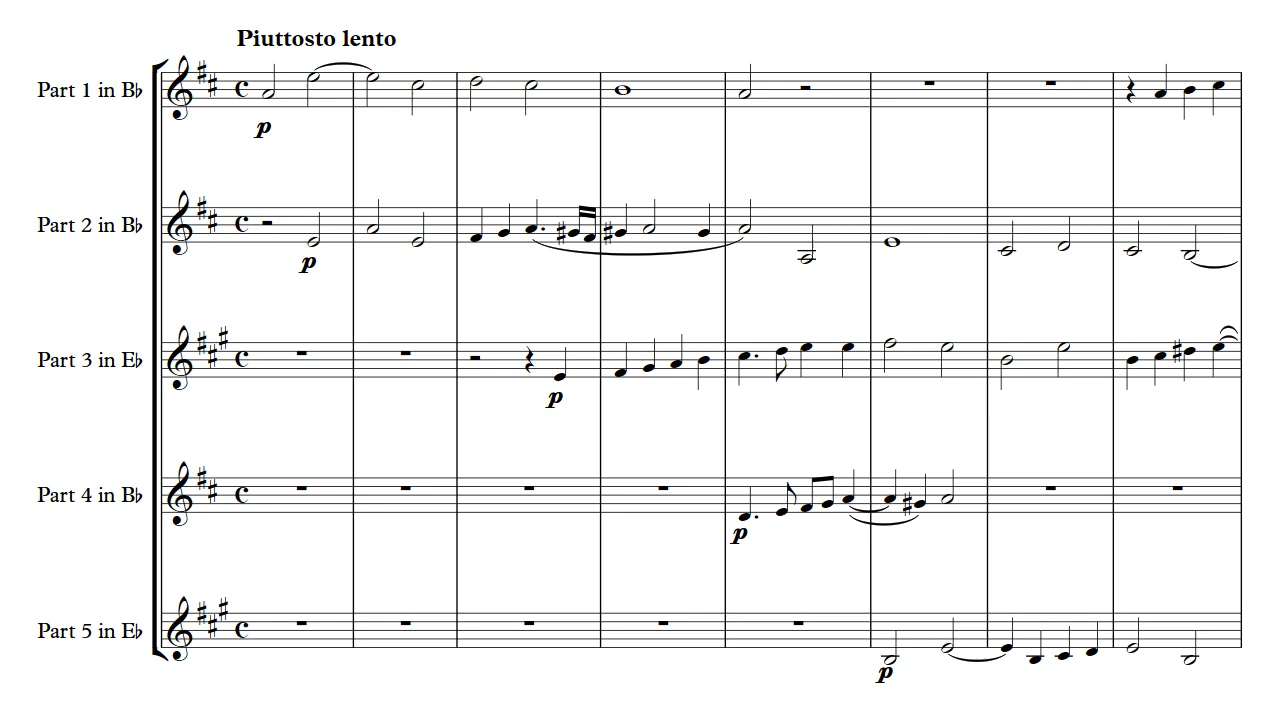 Piuttosto lento
Part 1 in B♭
p
Part 2 in B♭
p
Part 3 in E♭
p
Part 4 in B♭
p
Part 5 in E♭
p